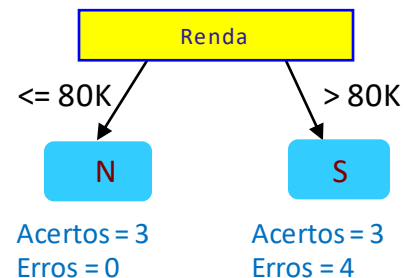 Renda
<= 80K > 80K
N S
Acertos = 3 Acertos = 3
Erros = 0 Erros = 4